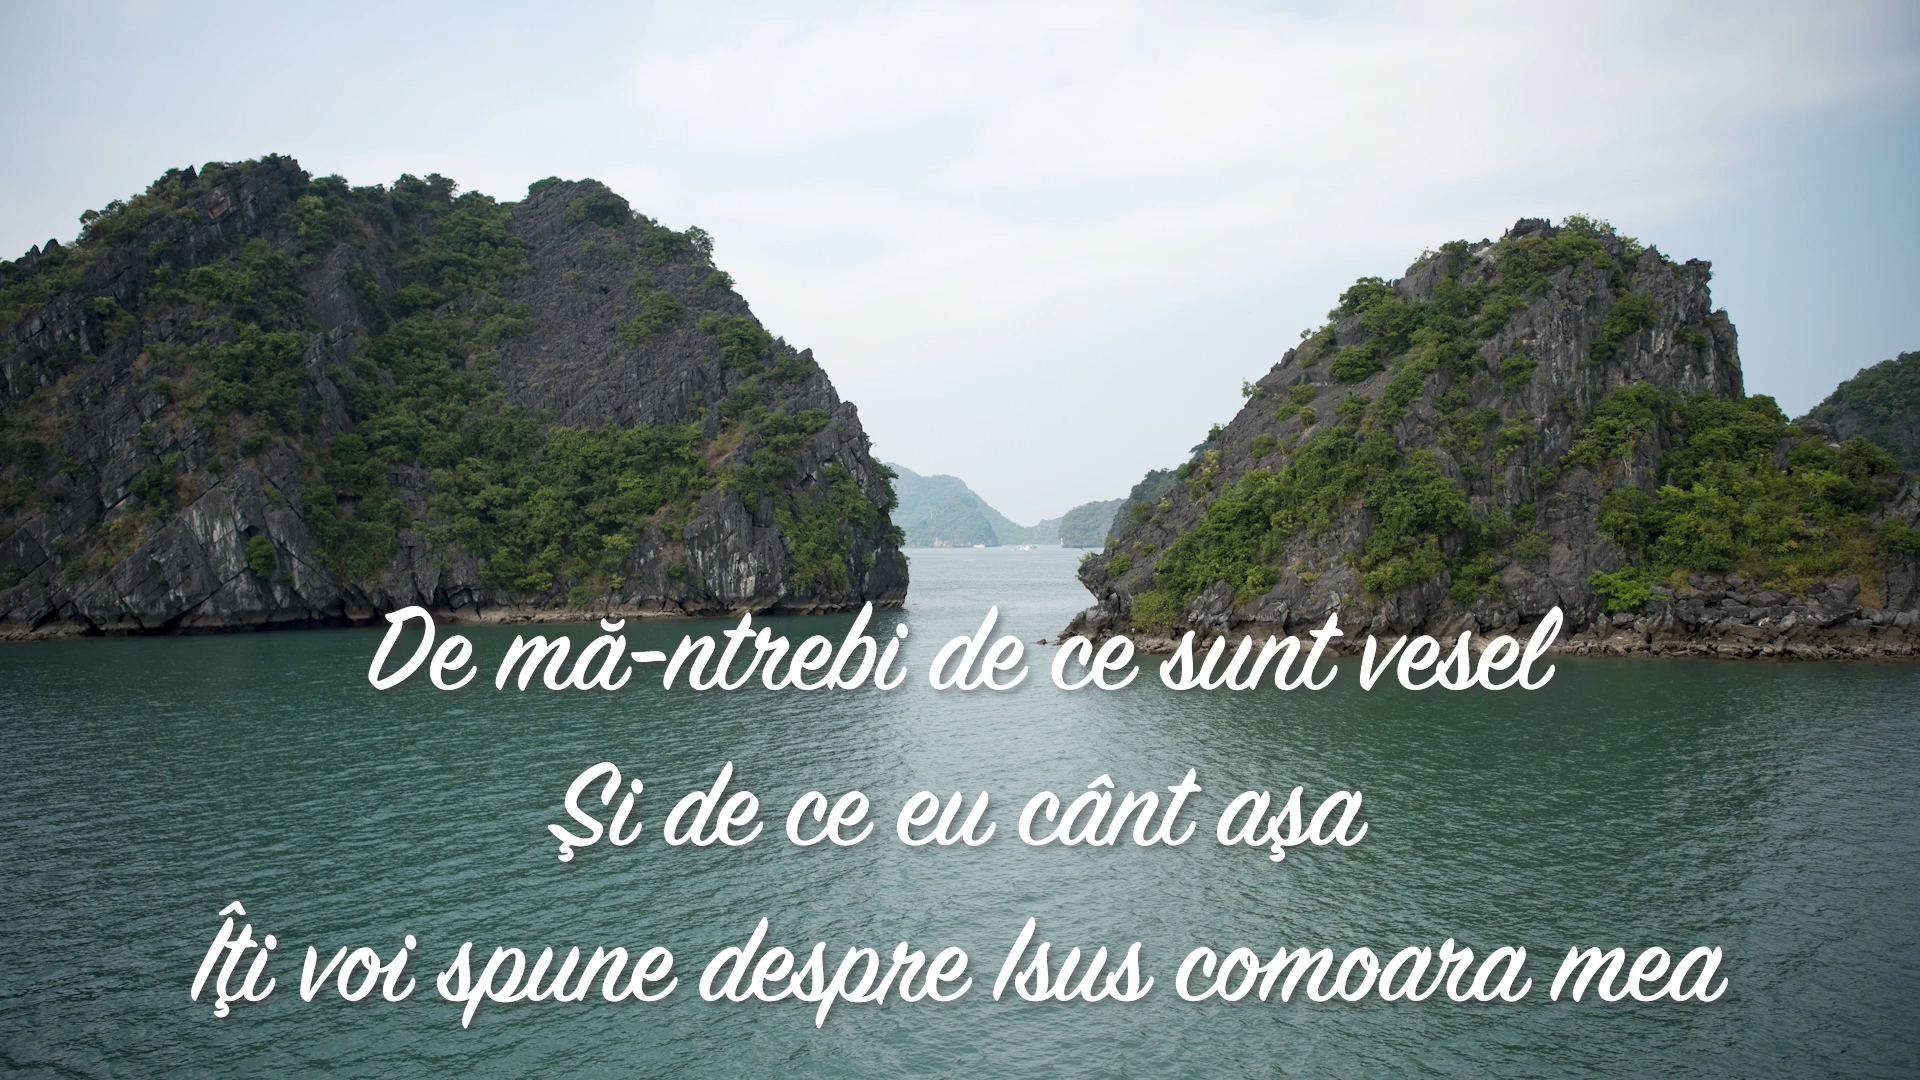 De mă-ntrebi de ce sunt vesel
Şi de ce eu cânt aşa
Îţi voi spune despre Isus comoara mea